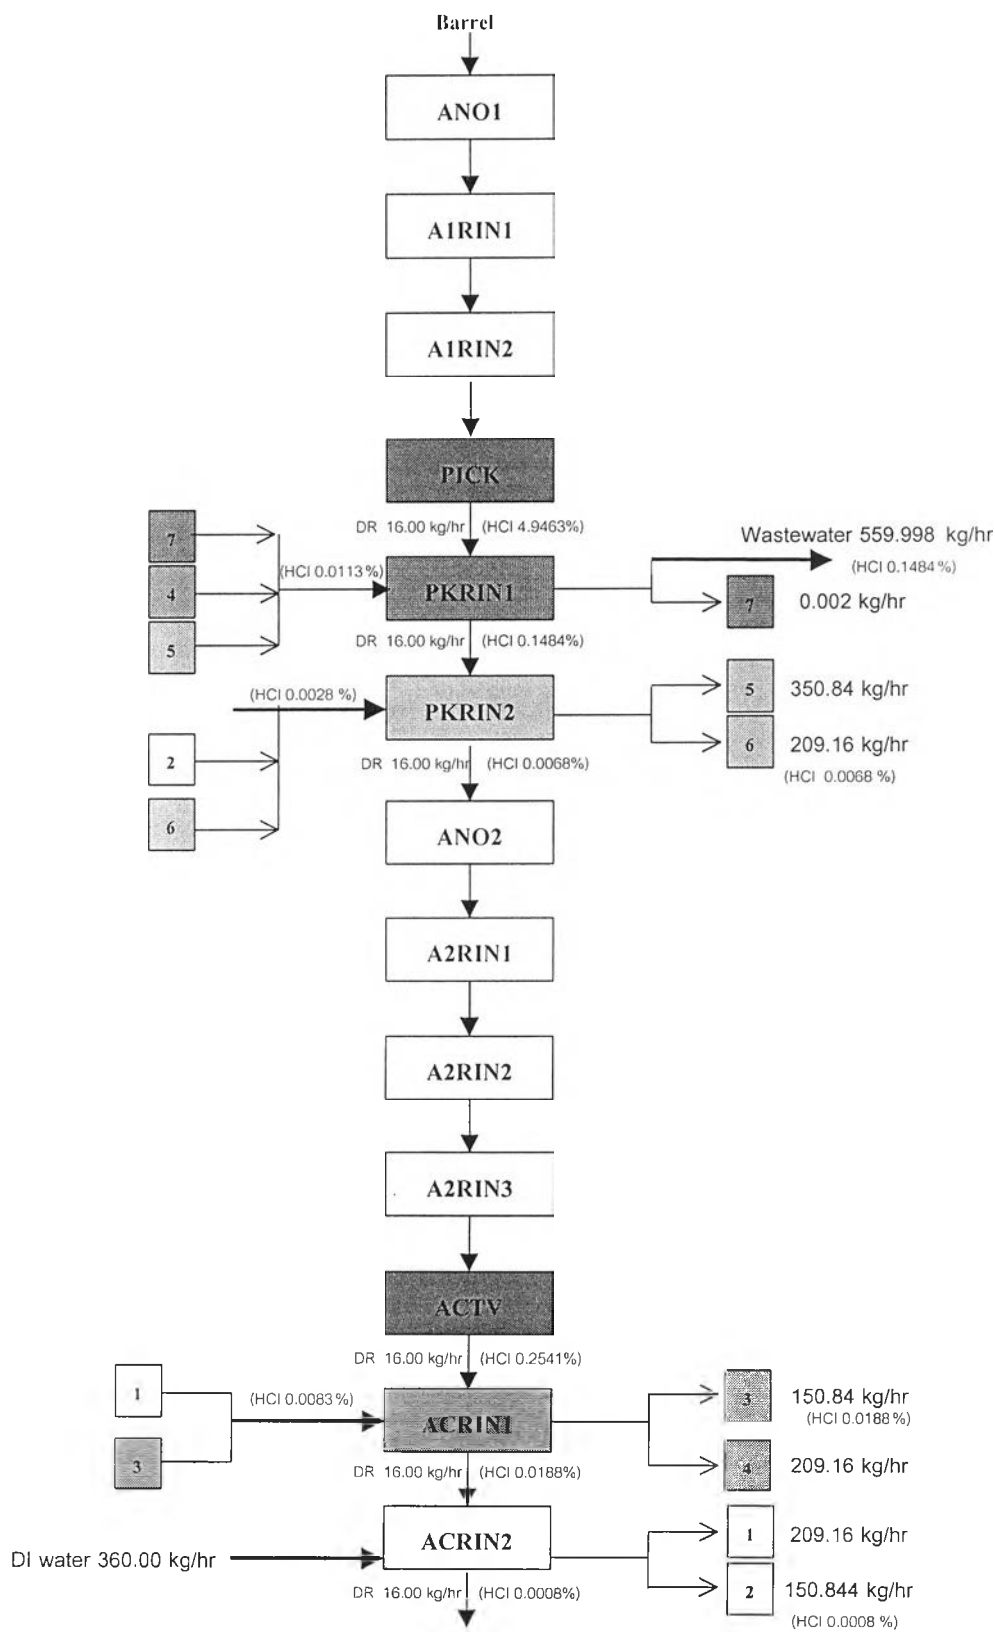 Barrel
ANO1
A1RIN1
A1RIN2
PICK
DR 16.00 kg/hr (HCl 4.9463%)
7
4
5
(HCl 0.0113%)
PKRIN1
Wastewater 559.998 kg/hr
(HCl 0.1484%)
7 0.002 kg/hr
DR 16.00 kg/hr (HCl 0.1484%)
(HCl 0.0028 %)
2
6
PKRIN2
5 350.84 kg/hr
6 209.16 kg/hr
(HCl 0.0068 %)
DR 16.00 kg/hr (HCl 0.0068%)
ANO2
A2RIN1
A2RIN2
A2RIN3
ACTV
DR 16.00 kg/hr (HCl 0.2541%)
1
3
(HCl 0.0083%)
ACRIN1
3 150.84 kg/hr
(HCl 0.0188%)
4 209.16 kg/hr
DR 16.00 kg/hr (HCl 0.0188%)
DI water 360.00 kg/hr
ACRIN2
1 209.16 kg/hr
2 150.844 kg/hr
(HCl 0.0008 %)
DR 16.00 kg/hr (HCl 0.0008%)